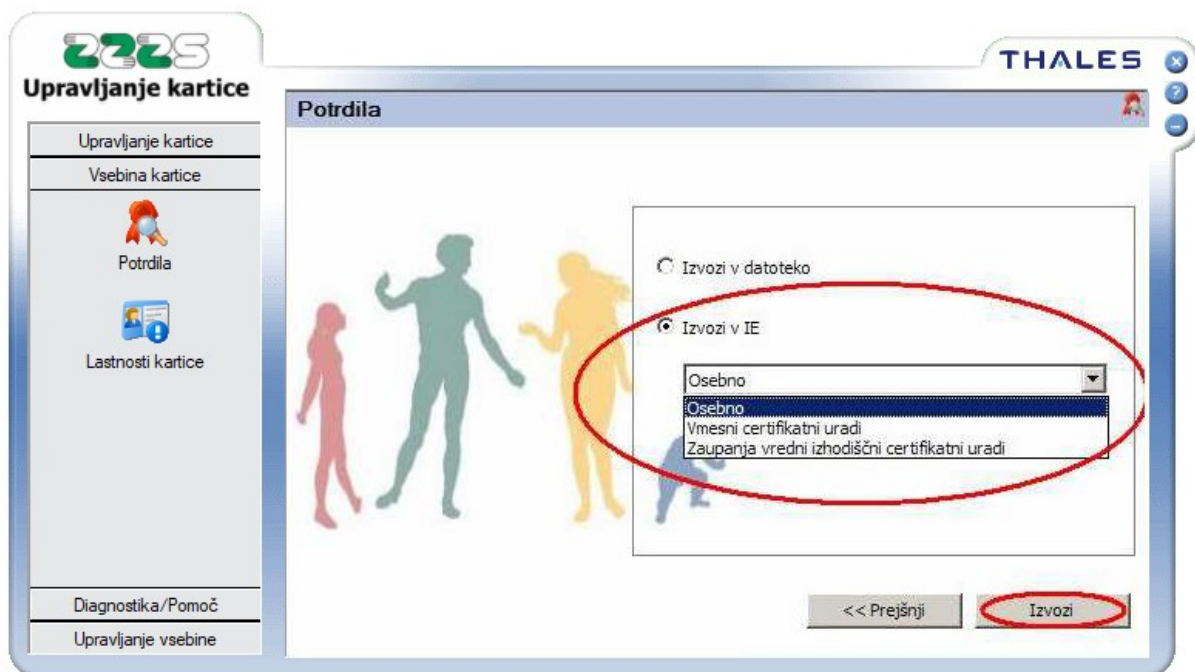 ZZZS
Upravljanje kartice
THALES
Upravljanje kartice
Vsebina kartice
Potrdila
Lastnosti kartice
Diagnostika/Pomoč
Upravljanje vsebine
Potrdila
Izvozi v datoteko
Izvozi v IE
Osebno
Osebno
Vmesni certifikatni uradi
Zaupanja vredni izhodiščni certifikatni uradi
<< Prejšnji
Izvozi